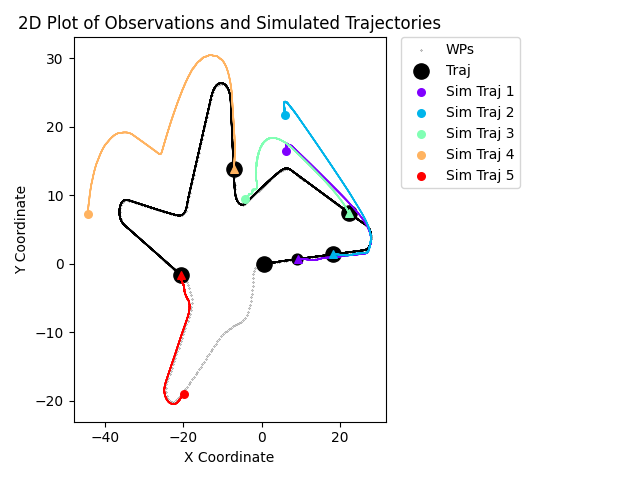 2D Plot of Observations and Simulated Trajectories
Y Coordinate
30
20
10
0
−10
−20
−40
−20
0
20
X Coordinate
WPs
Traj
Sim Traj 1
Sim Traj 2
Sim Traj 3
Sim Traj 4
Sim Traj 5